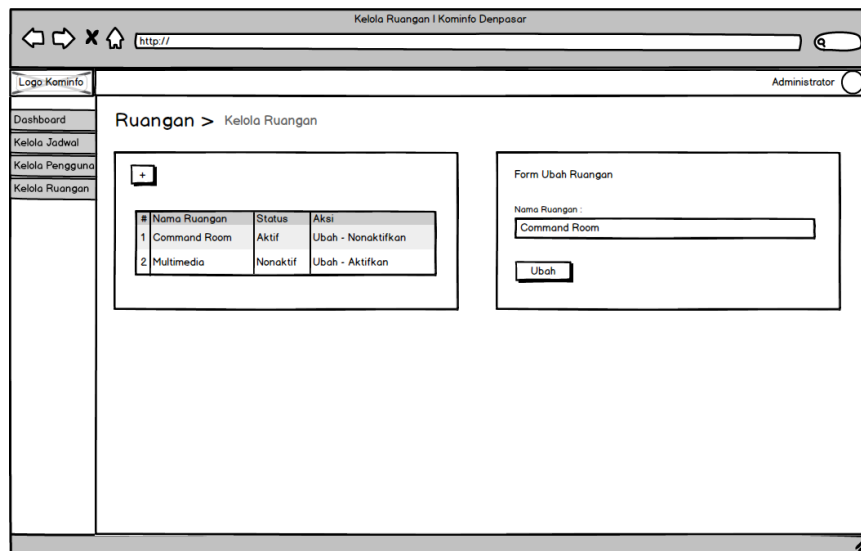 Kelola Ruangan | Kominfo Denpasar
http://
Logo Kominfo
Administrator
Dashboard
Kelola Jadwal
Kelola Pengguna
Kelola Ruangan
Ruangan > Kelola Ruangan
+
# Nama Ruangan Status Aksi
1 Command Room Aktif Ubah - Nonaktifkan
2 Multimedia Nonaktif Ubah - Aktifkan
Form Ubah Ruangan
Nama Ruangan :
Command Room
Ubah